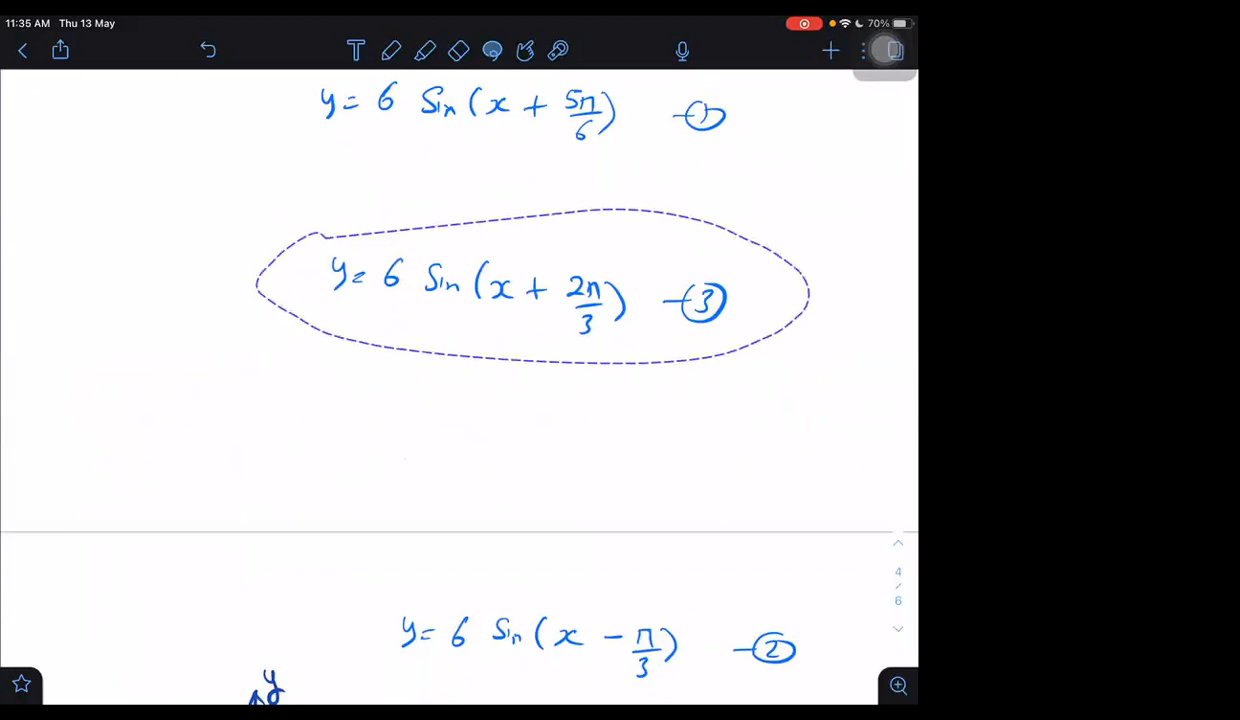 11:35 AM Thu 13 May 70%
T
y= 6 Sin(x + 5π/6) —①
y= 6 Sin(x + 2π/3) —③
4
/
6
y= 6 Sin(x - π/3) —②
y